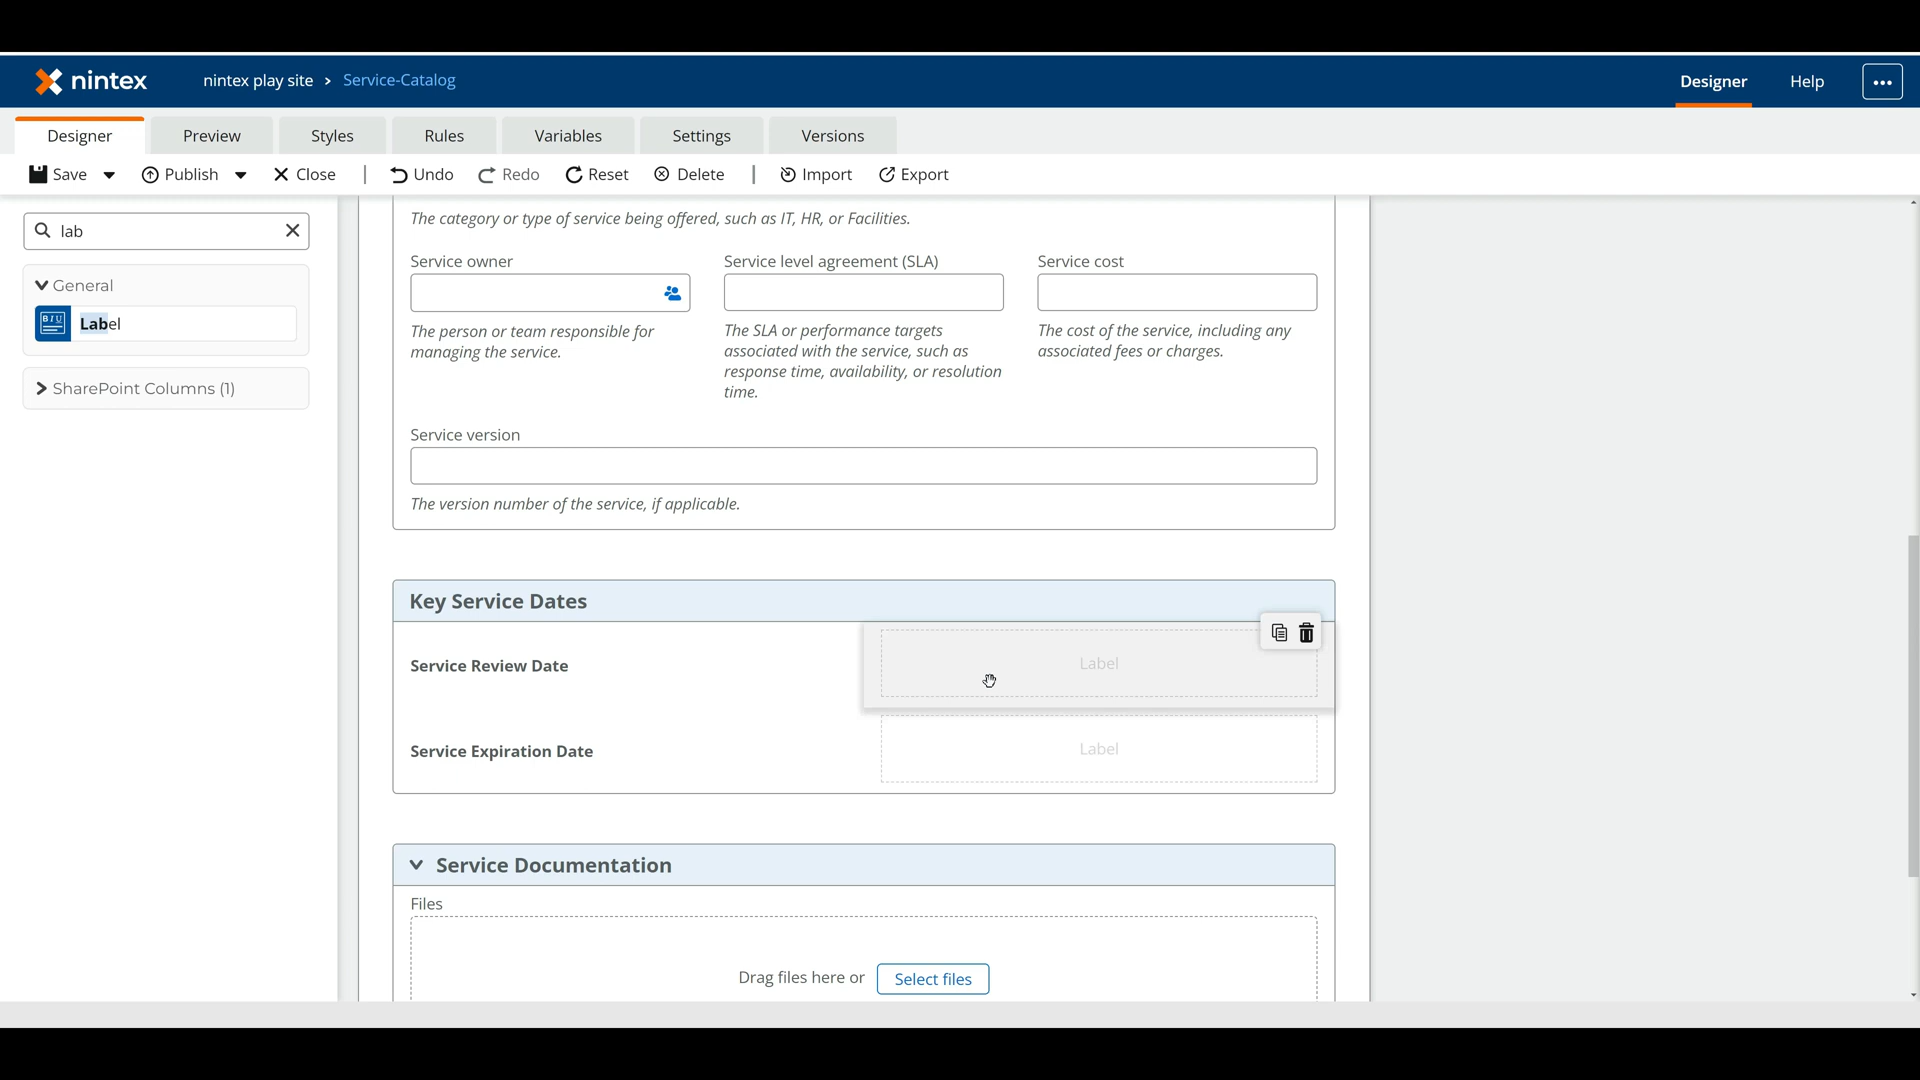 nintex
nintex play site > Service-Catalog
Designer
Help
Designer
Preview
Styles
Rules
Variables
Settings
Versions
Save
Publish
Close
Undo
Redo
Reset
Delete
Import
Export
lab
General
B I U
Label
SharePoint Columns (1)
The category or type of service being offered, such as IT, HR, or Facilities.
Service owner
The person or team responsible for
managing the service.
Service level agreement (SLA)
The SLA or performance targets
associated with the service, such as
response time, availability, or resolution
time.
Service cost
The cost of the service, including any
associated fees or charges.
Service version
The version number of the service, if applicable.
Key Service Dates
Service Review Date
Label
Service Expiration Date
Label
Service Documentation
Files
Drag files here or
Select files